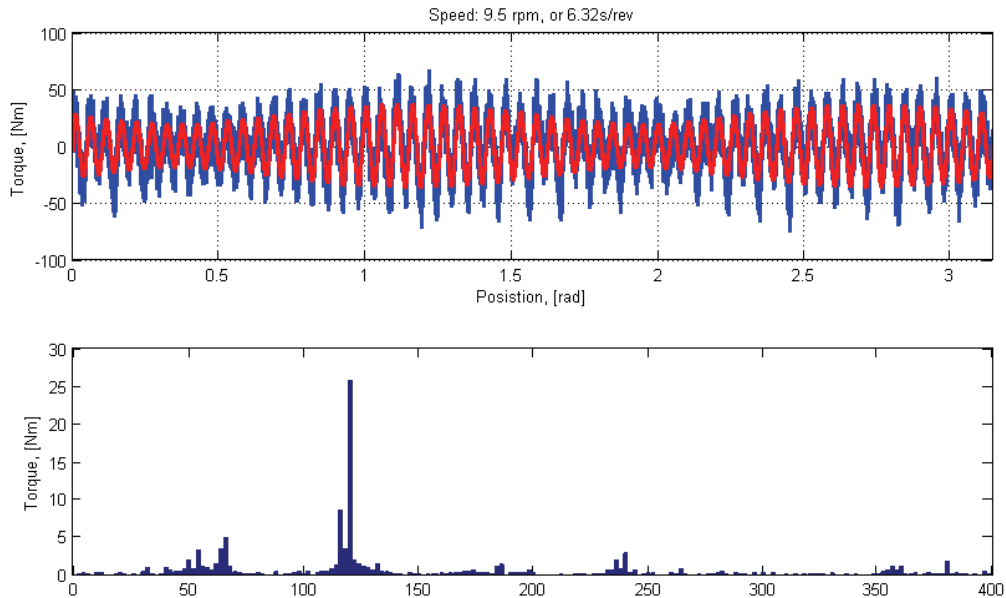 Speed: 9.5 rpm, or 6.32s/rev
100
50
0
-50
-100
Torque, [Nm]
0 0.5 1 1.5 2 2.5 3
Posistion, [rad]
30
25
20
15
10
5
0
Torque, [Nm]
0 50 100 150 200 250 300 350 400